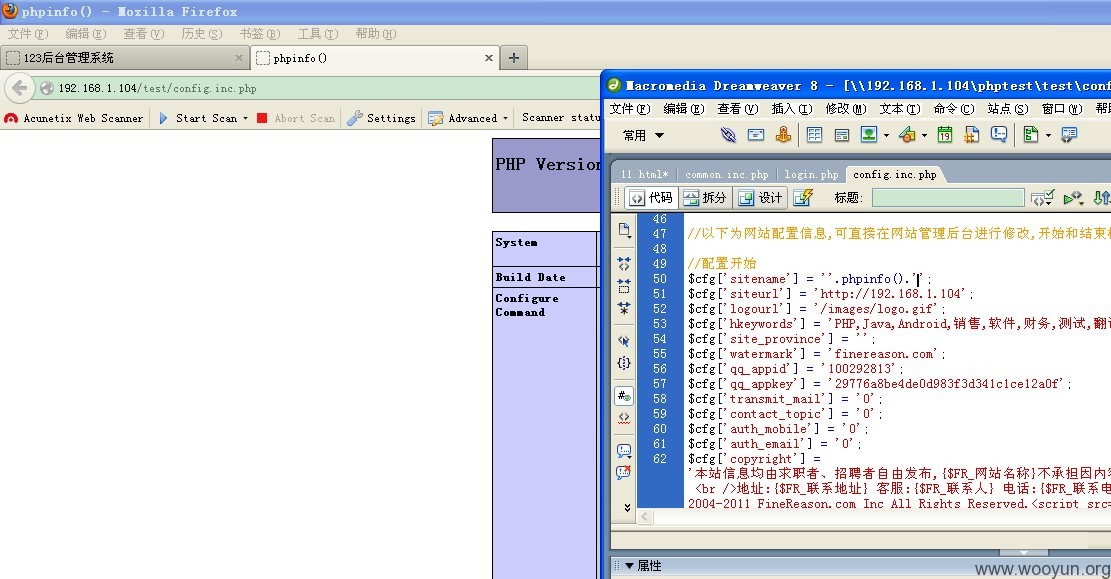 phpinfo() - Mozilla Firefox
文件(F) 编辑(E) 查看(V) 历史(S) 书签(B) 工具(T) 帮助(H)
123后台管理系统 × phpinfo() × +
192.168.1.104/test/config.inc.php
Acunetix Web Scanner Start Scan Abort Scan Settings Advanced Scanner statu
PHP Version
System
Build Date
Configure
Command
Macromedia Dreamweaver 8 - [\\192.168.1.104\phptest\test\conf
文件(F) 编辑(E) 查看(V) 插入(I) 修改(M) 文本(T) 命令(C) 站点(S) 窗口(W) 帮
常用
11.html* common.inc.php login.php config.inc.php
代码 拆分 设计 标题:
46
47 //以下为网站配置信息,可直接在网站管理后台进行修改,开始和结束
48
49 //配置开始
50 $cfg['sitename'] = ''.phpinfo().'';
51 $cfg['siteurl'] = 'http://192.168.1.104';
52 $cfg['logourl'] = '/images/logo.gif';
53 $cfg['hkeywords'] = 'PHP,Java,Android,销售,软件,财务,测试,翻
54 $cfg['site_province'] = '';
55 $cfg['watermark'] = 'finereason.com';
56 $cfg['qq_appid'] = '100292813';
57 $cfg['qq_appkey'] = '29776a8be4de0d983f3d341c1ce12a0f';
58 $cfg['transmit_mail'] = '0';
59 $cfg['contact_topic'] = '0';
60 $cfg['auth_mobile'] = '0';
61 $cfg['auth_email'] = '0';
62 $cfg['copyright'] =
'本站信息均由求职者、招聘者自由发布,{$FR_网站名称}不承担因内
<br />地址:{$FR_联系地址} 客服:{$FR_联系人} 电话:{$FR_联系电
2004-2011 FineReason.com Inc All Rights Reserved.<script src=
属性
www.wooyun.org